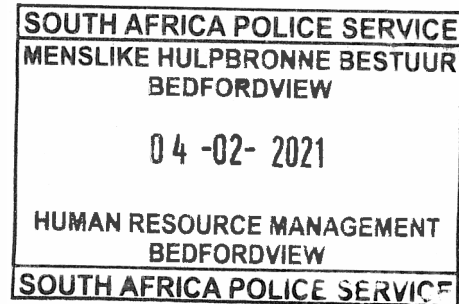 SOUTH AFRICA POLICE SERVICE
MENSLIKE HULPBRONNE BESTUUR
BEDFORDVIEW
04 -02- 2021
HUMAN RESOURCE MANAGEMENT
BEDFORDVIEW
SOUTH AFRICA POLICE SERVICE